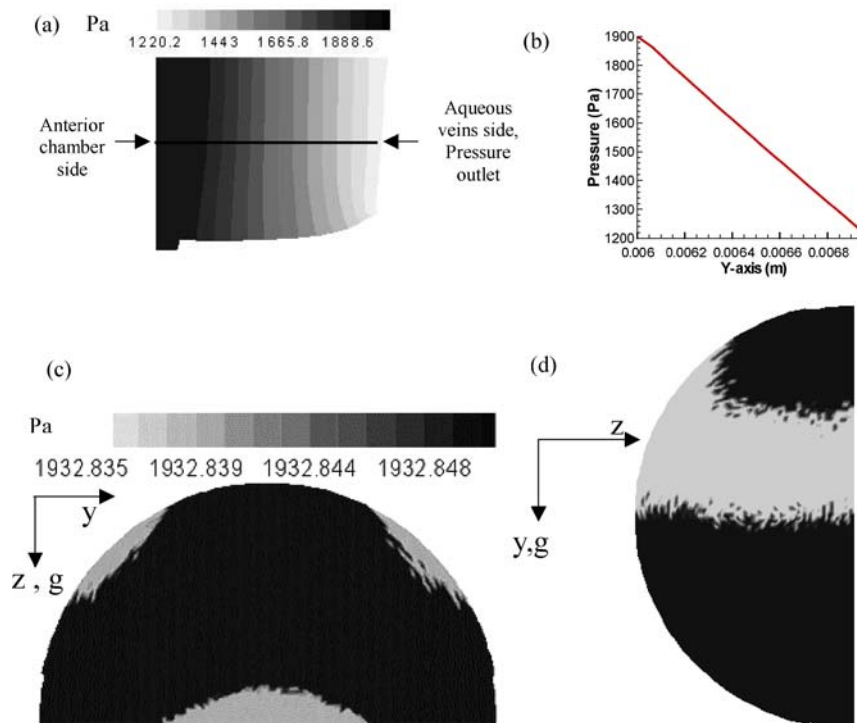 (a)
Pa
1220.2 1443 1665.8 1888.6
Anterior
chamber
side
Aqueous
veins side,
Pressure
outlet
(b)
Pressure (Pa)
1900
1800
1700
1600
1500
1400
1300
1200
0.006 0.0062 0.0064 0.0066 0.0068
Y-axis (m)
(c)
Pa
1932.835 1932.839 1932.844 1932.848
y
z , g
(d)
z
y,g